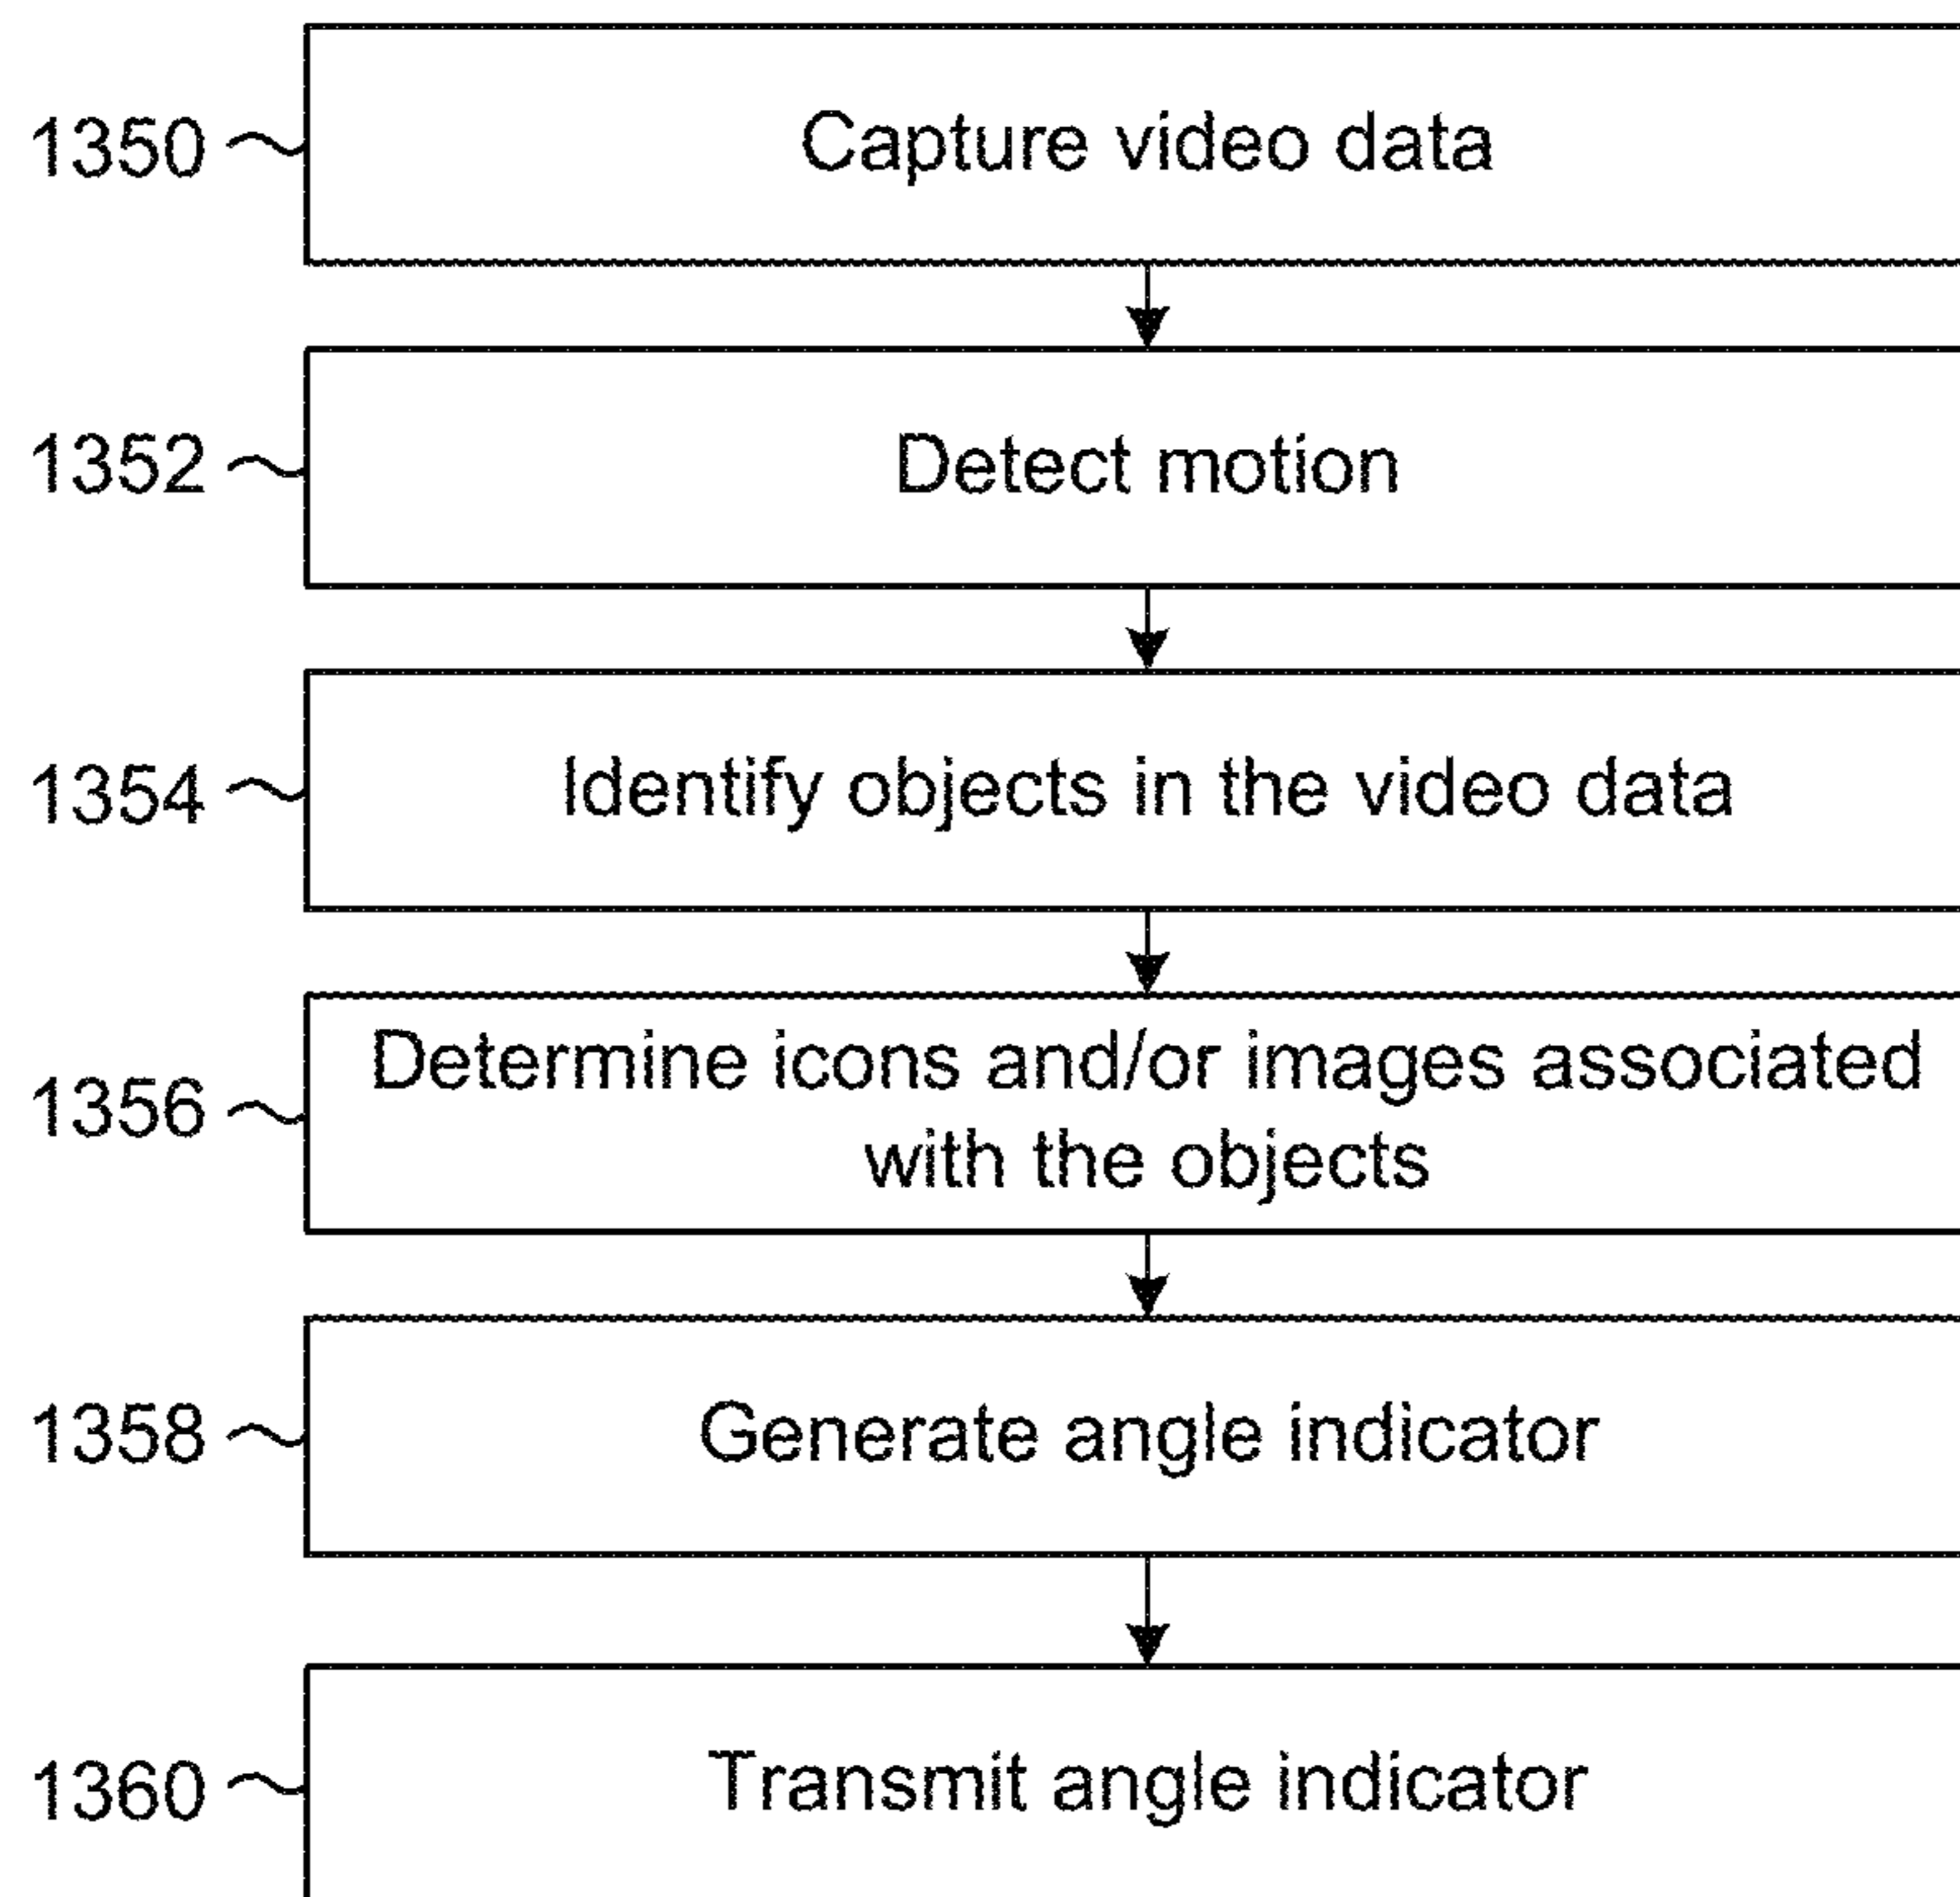 1350
Capture video data
1352
Detect motion
1354
Identify objects in the video data
1356
Determine icons and/or images associated
with the objects
1358
Generate angle indicator
1360
Transmit angle indicator